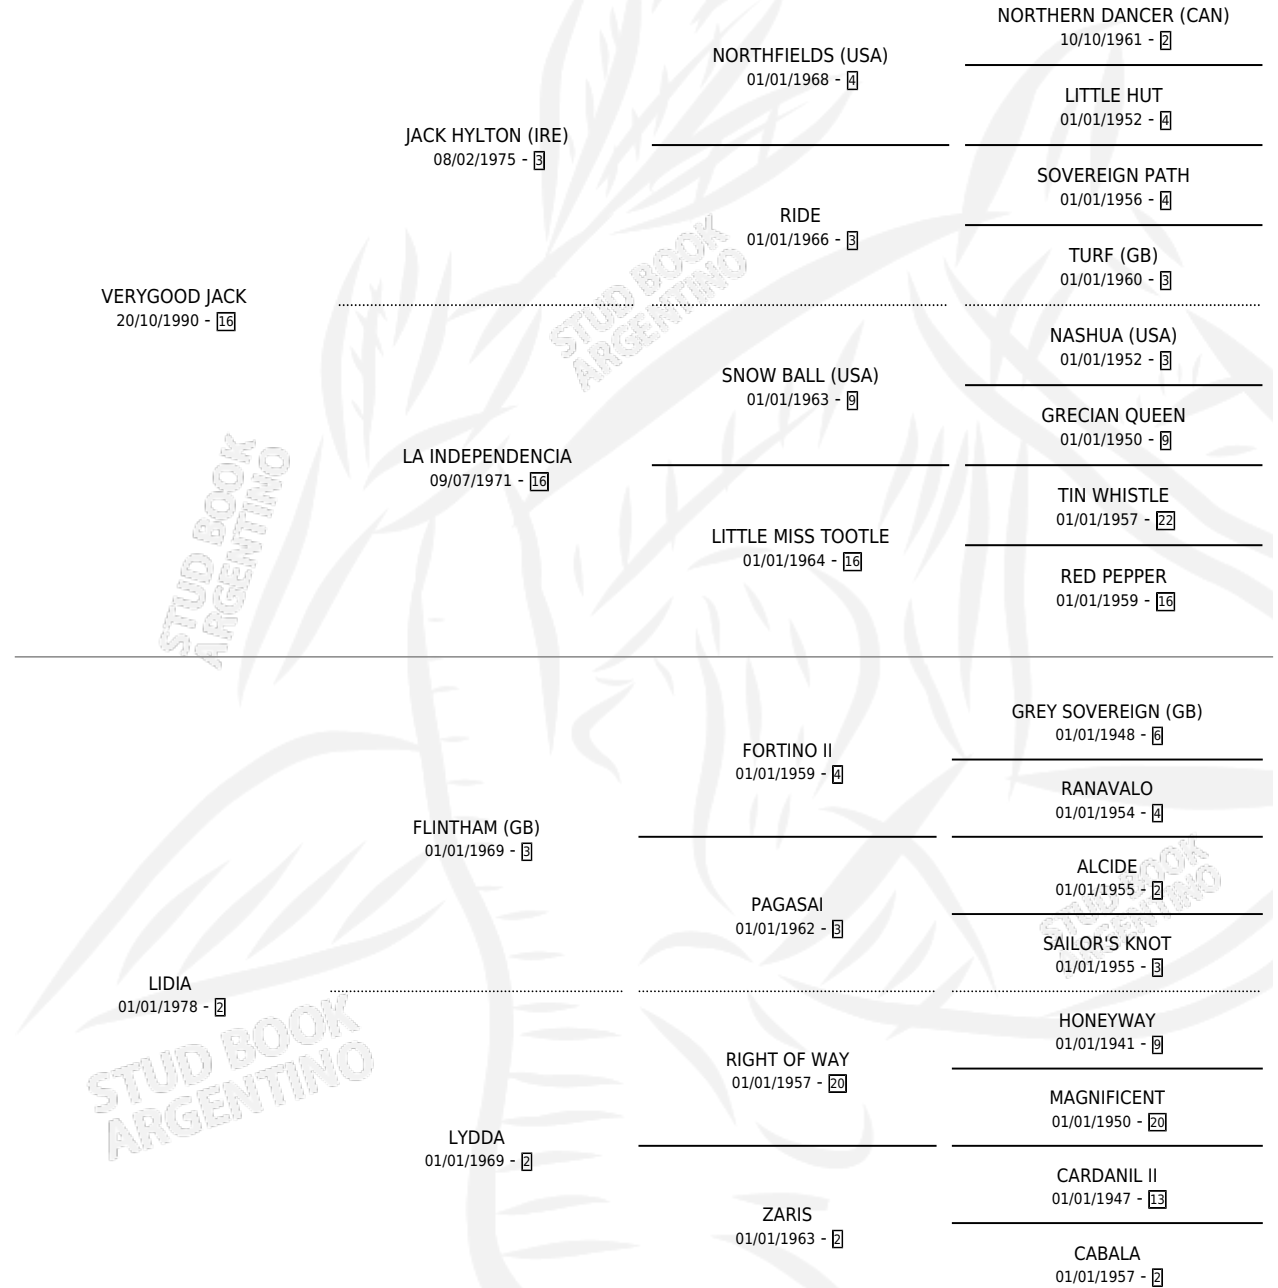 NORTHERN DANCER (CAN)
10/10/1961 - 2
NORTHFIELDS (USA)
01/01/1968 - 4
LITTLE HUT
01/01/1952 - 4
JACK HYLTON (IRE)
08/02/1975 - 3
SOVEREIGN PATH
01/01/1956 - 4
RIDE
01/01/1966 - 3
TURF (GB)
01/01/1960 - 3
VERYGOOD JACK
20/10/1990 - 16
NASHUA (USA)
01/01/1952 - 3
SNOW BALL (USA)
01/01/1963 - 9
GRECIAN QUEEN
01/01/1950 - 9
LA INDEPENDENCIA
09/07/1971 - 16
TIN WHISTLE
01/01/1957 - 22
LITTLE MISS TOOTLE
01/01/1964 - 16
RED PEPPER
01/01/1959 - 16
GREY SOVEREIGN (GB)
01/01/1948 - 6
FORTINO II
01/01/1959 - 4
RANAVALO
01/01/1954 - 4
FLINTHAM (GB)
01/01/1969 - 3
ALCIDE
01/01/1955 - 2
PAGASAI
01/01/1962 - 3
SAILOR'S KNOT
01/01/1955 - 3
LIDIA
01/01/1978 - 2
HONEYWAY
01/01/1941 - 9
RIGHT OF WAY
01/01/1957 - 20
MAGNIFICENT
01/01/1950 - 20
LYDDA
01/01/1969 - 2
CARDANIL II
01/01/1947 - 13
ZARIS
01/01/1963 - 2
CABALA
01/01/1957 - 2
STUD BOOK
ARGENTINO
STUD BOOK
ARGENTINO
STUD BOOK
ARGENTINO
STUD BOOK
ARGENTINO